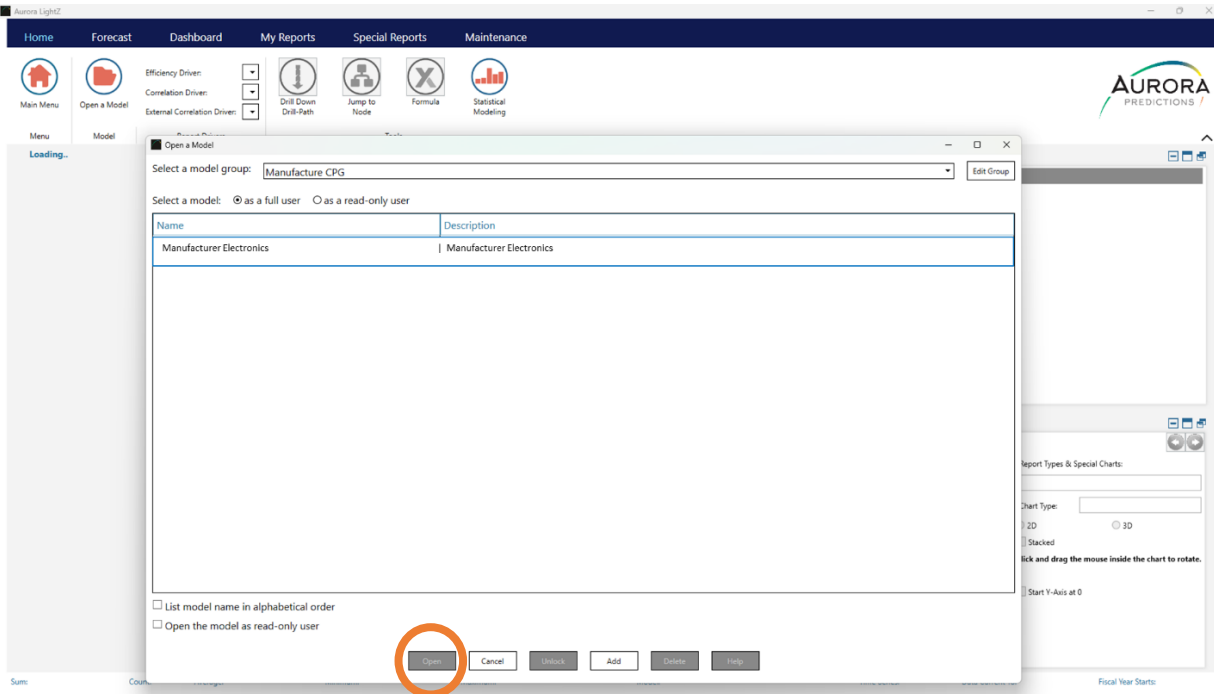 Aurora LightZ
Home Forecast Dashboard My Reports Special Reports Maintenance
Efficiency Driver:
Correlation Driver:
External Correlation Driver:
Main Menu Open a Model Drill Down Drill-Path Jump to Node Formula Statistical Modeling
AURORA
PREDICTIONS
Menu Model
Loading..
Open a Model
Select a model group: Manufacture CPG Edit Group
Select a model: as a full user as a read-only user
Name Description
Manufacturer Electronics | Manufacturer Electronics
Report Types & Special Charts:
Chart Type:
2D 3D
Stacked
lick and drag the mouse inside the chart to rotate.
Start Y-Axis at 0
List model name in alphabetical order
Open the model as read-only user
Open Cancel Unlock Add Delete Help
Sum: Fiscal Year Starts: